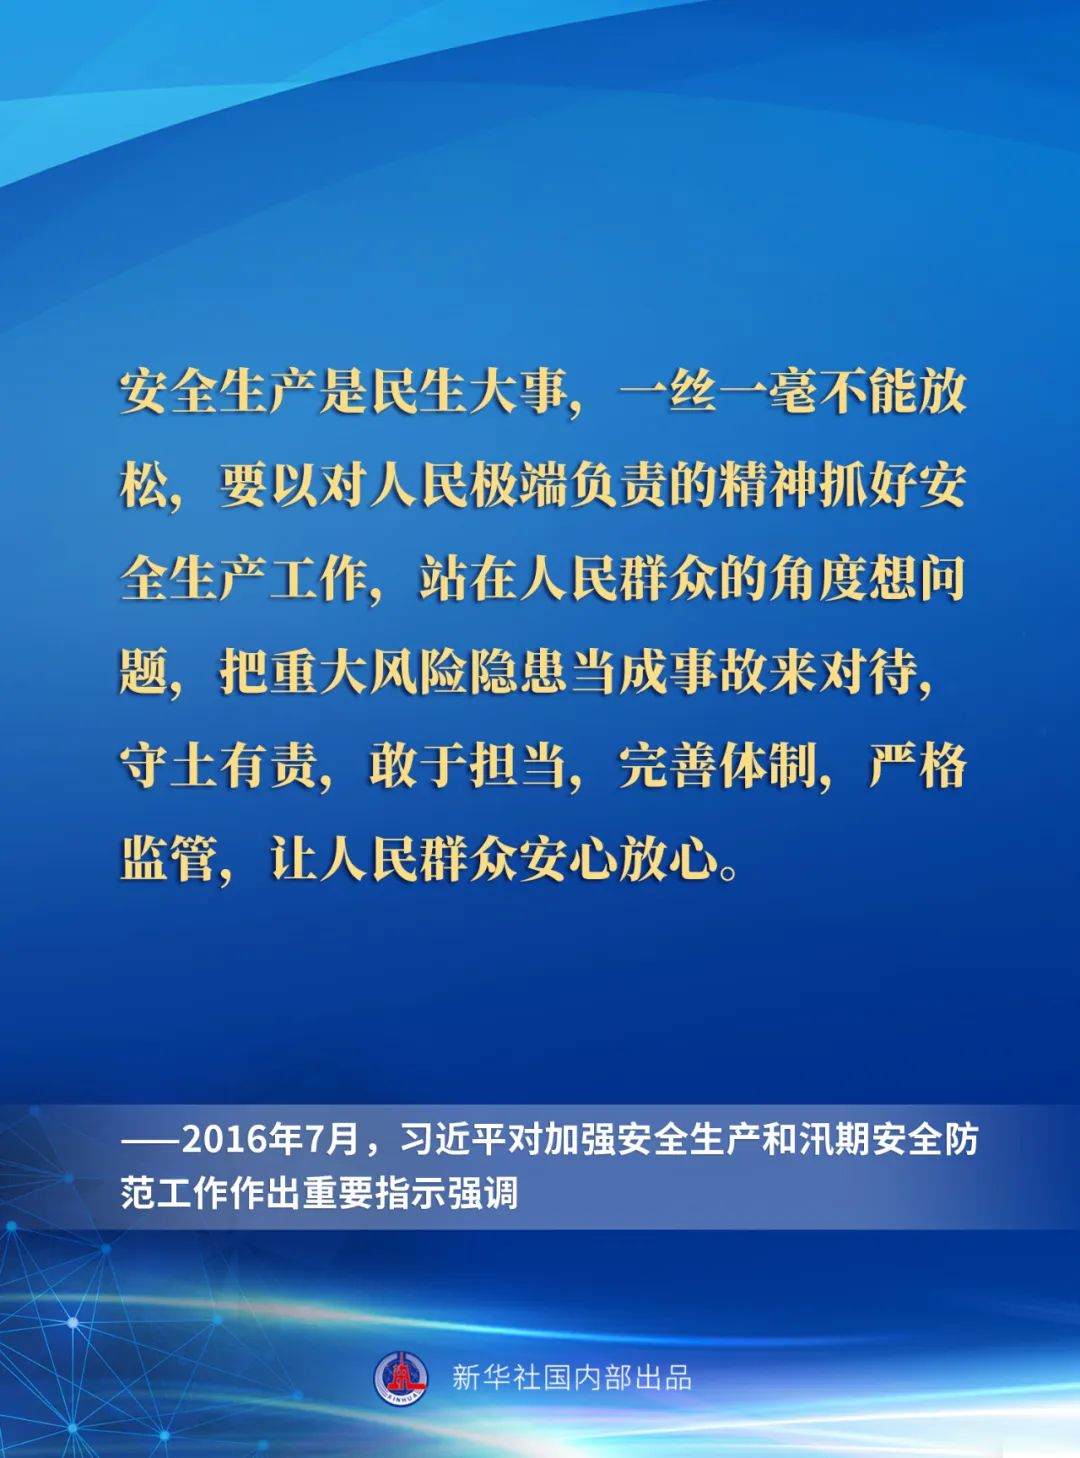 安全生产是民生大事，一丝一毫不能放
松，要以对人民极端负责的精神抓好安
全生产工作，站在人民群众的角度想问
题，把重大风险隐患当成事故来对待，
守土有责，敢于担当，完善体制，严格
监管，让人民群众安心放心。
——2016年7月，习近平对加强安全生产和汛期安全防
范工作作出重要指示强调
XINHUA
新华社国内部出品